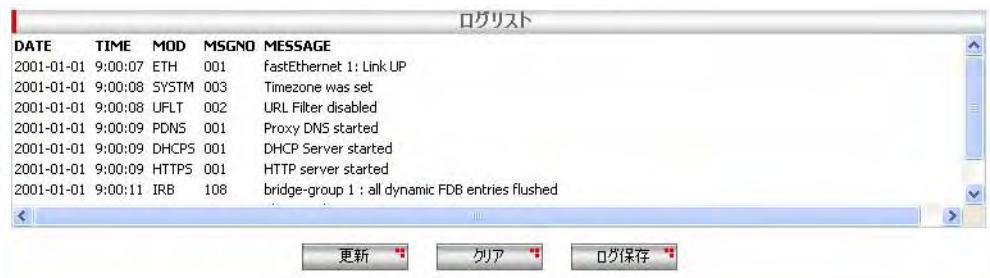 ログリスト
DATE TIME MOD MSGNO MESSAGE
2001-01-01 9:00:07 ETH 001 fastEthernet 1: Link UP
2001-01-01 9:00:08 SYSTM 003 Timezone was set
2001-01-01 9:00:08 UFLT 002 URL Filter disabled
2001-01-01 9:00:09 PDNS 001 Proxy DNS started
2001-01-01 9:00:09 DHCPS 001 DHCP Server started
2001-01-01 9:00:09 HTTPS 001 HTTP server started
2001-01-01 9:00:11 IRB 108 bridge-group 1 : all dynamic FDB entries flushed
更新 クリア ログ保存